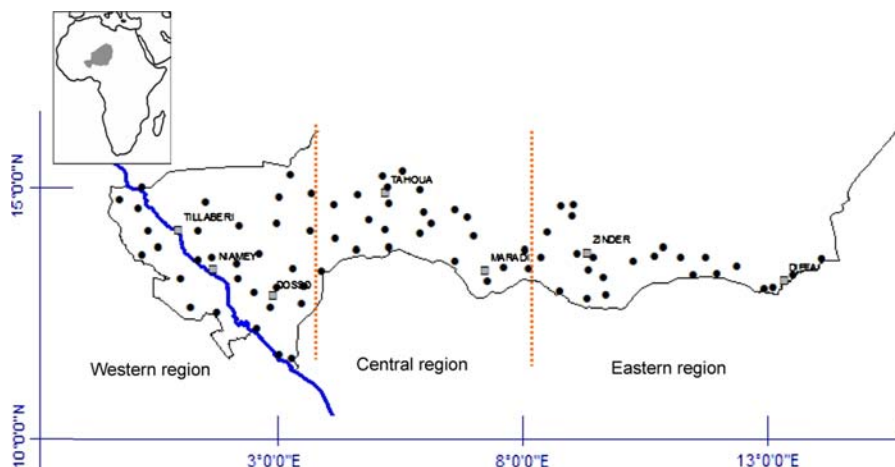 TAHOUA
15°0'0"N
TILLABERI
ZINDER
NIAMEY
MARADI
DOSSO
Western region
Central region
Eastern region
10°0'0"N
3°0'0"E
8°0'0"E
13°0'0"E